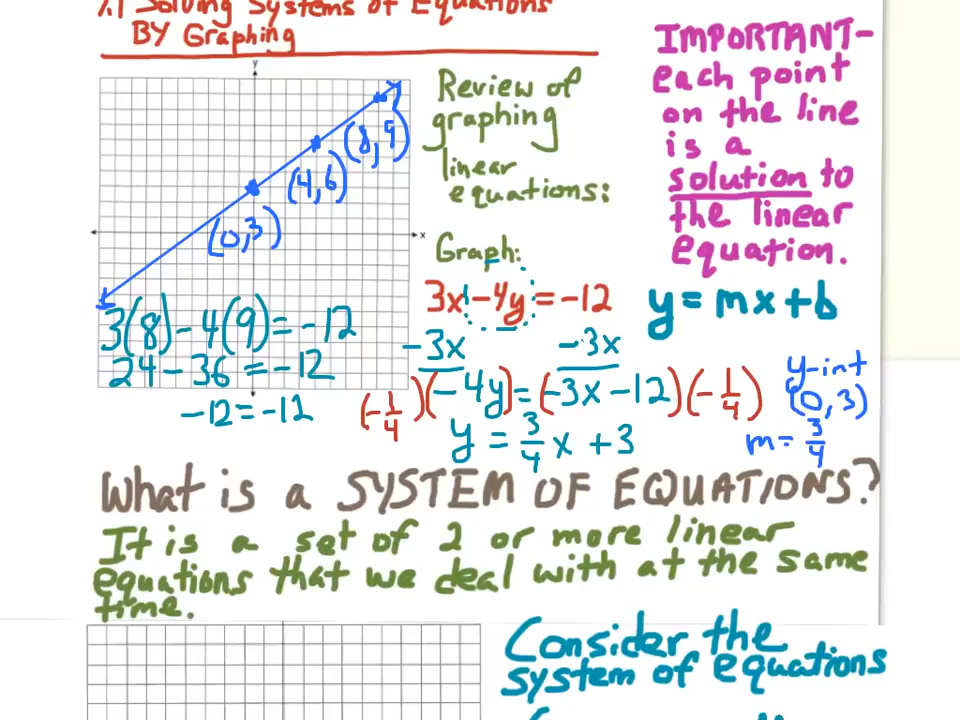 7.1 Solving Systems of Equations
BY Graphing
y
x
(0,3)
(4,6)
(8,9)
Review of
graphing
linear
equations:
Graph:
3x - 4y = -12
-3x -3x
(-1/4)(-4y) = (-3x - 12)(-1/4)
y = 3/4 x + 3
3(8) - 4(9) = -12
24 - 36 = -12
-12 = -12
IMPORTANT-
each point
on the line
is a
solution to
the linear
equation.
y = mx + b
y-int
(0, 3)
m = 3/4
What is a SYSTEM OF EQUATIONS?
It is a set of 2 or more linear
equations that we deal with at the same
time.
Consider the
system of equations